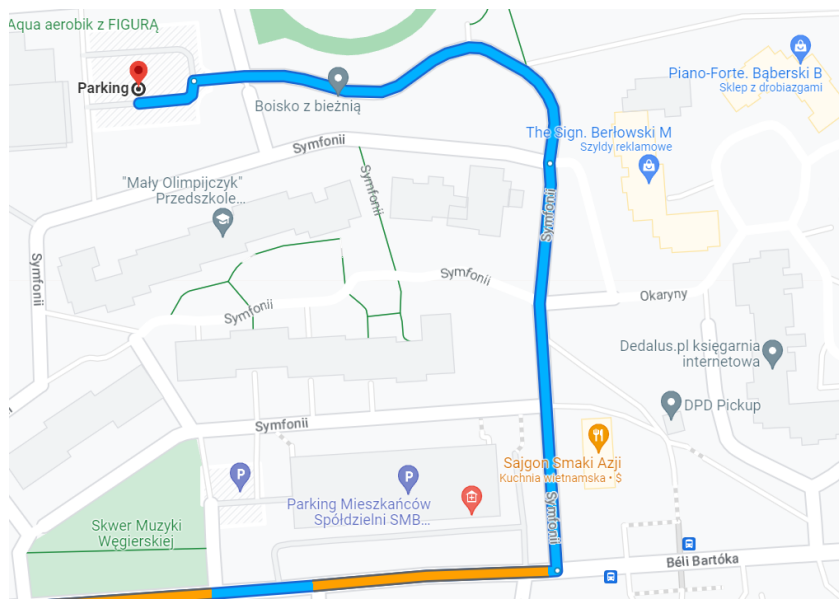 Aqua aerobik z FIGURĄ
Parking
Boisko z bieżnią
Piano-Forte. Bąberski B
Sklep z drobiazgami
The Sign. Berłowski M
Szyldy reklamowe
Symfonii
"Mały Olimpijczyk"
Przedszkole...
Symfonii
Symfonii
Symfonii
Symfonii
Symfonii
Okaryny
Dedalus.pl księgarnia
internetowa
DPD Pickup
Symfonii
Sajgon Smaki Azji
Kuchnia wietnamska • $
P
P
Parking Mieszkańców
Spółdzielni SMB...
Symfonii
Skwer Muzyki
Węgierskiej
Béli Bartóka